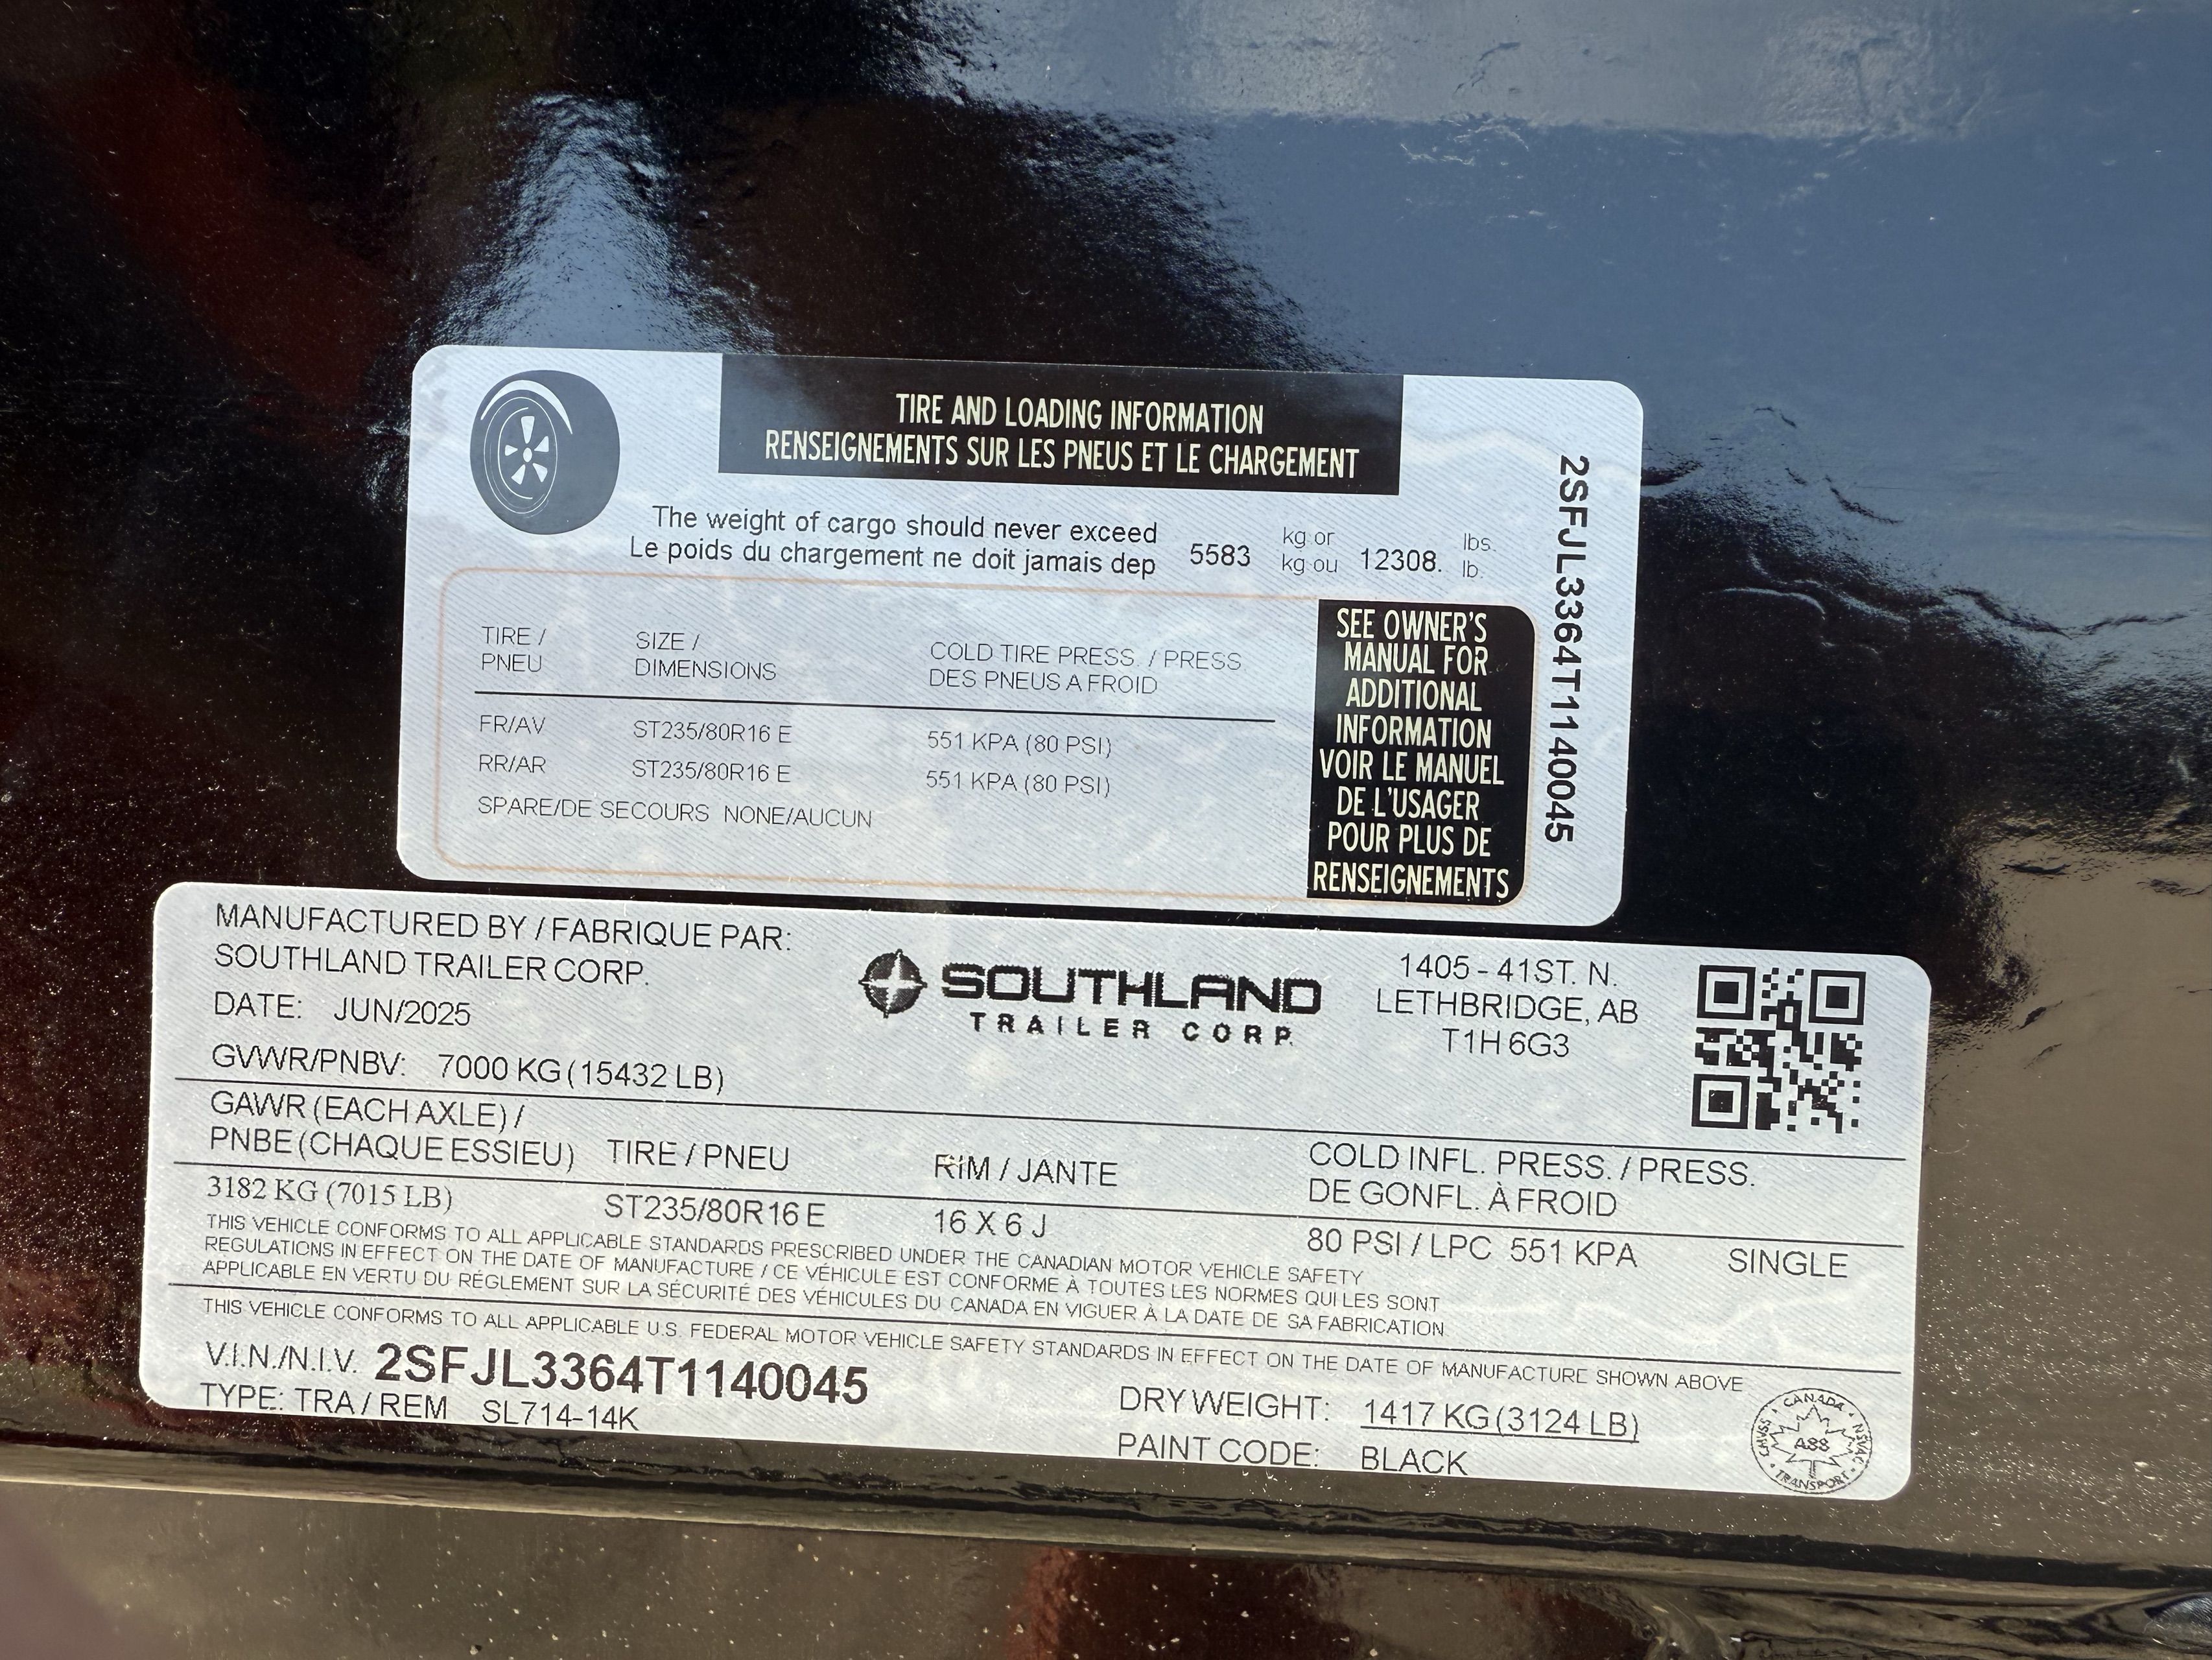 TIRE AND LOADING INFORMATION
RENSEIGNEMENTS SUR LES PNEUS ET LE CHARGEMENT
The weight of cargo should never exceed
Le poids du chargement ne doit jamais dep
5583 kg or 12308. lbs.
kg ou lb.
TIRE / SIZE / COLD TIRE PRESS. / PRESS
PNEU DIMENSIONS DES PNEUS A FROID
FR/AV ST235/80R16 E 551 KPA (80 PSI)
RR/AR ST235/80R16 E 551 KPA (80 PSI)
SPARE/DE SECOURS NONE/AUCUN
SEE OWNER'S
MANUAL FOR
ADDITIONAL
INFORMATION
VOIR LE MANUEL
DE L'USAGER
POUR PLUS DE
RENSEIGNEMENTS
2SFJL3364T1140045
MANUFACTURED BY / FABRIQUE PAR:
SOUTHLAND TRAILER CORP.
DATE: JUN/2025
GVWR/PNBV: 7000 KG (15432 LB)
SOUTHLAND
TRAILER CORP.
1405 - 41ST. N.
LETHBRIDGE, AB
T1H 6G3
GAWR (EACH AXLE) /
PNBE (CHAQUE ESSIEU) TIRE / PNEU RIM / JANTE COLD INFL. PRESS. / PRESS.
DE GONFL. À FROID
3182 KG (7015 LB) ST235/80R16 E 16 X 6 J 80 PSI / LPC 551 KPA SINGLE
THIS VEHICLE CONFORMS TO ALL APPLICABLE STANDARDS PRESCRIBED UNDER THE CANADIAN MOTOR VEHICLE SAFETY
REGULATIONS IN EFFECT ON THE DATE OF MANUFACTURE / CE VÉHICULE EST CONFORME À TOUTES LES NORMES QUI LES SONT
APPLICABLE EN VERTU DU RÉGLEMENT SUR LA SÉCURITÉ DES VÉHICULES DU CANADA EN VIGUER À LA DATE DE SA FABRICATION
THIS VEHICLE CONFORMS TO ALL APPLICABLE U.S. FEDERAL MOTOR VEHICLE SAFETY STANDARDS IN EFFECT ON THE DATE OF MANUFACTURE SHOWN ABOVE
V.I.N./N.I.V. 2SFJL3364T1140045
TYPE: TRA / REM SL714-14K
DRY WEIGHT: 1417 KG (3124 LB)
PAINT CODE: BLACK
CANADA
CMVSS
NSVAC
A88
TRANSPORT